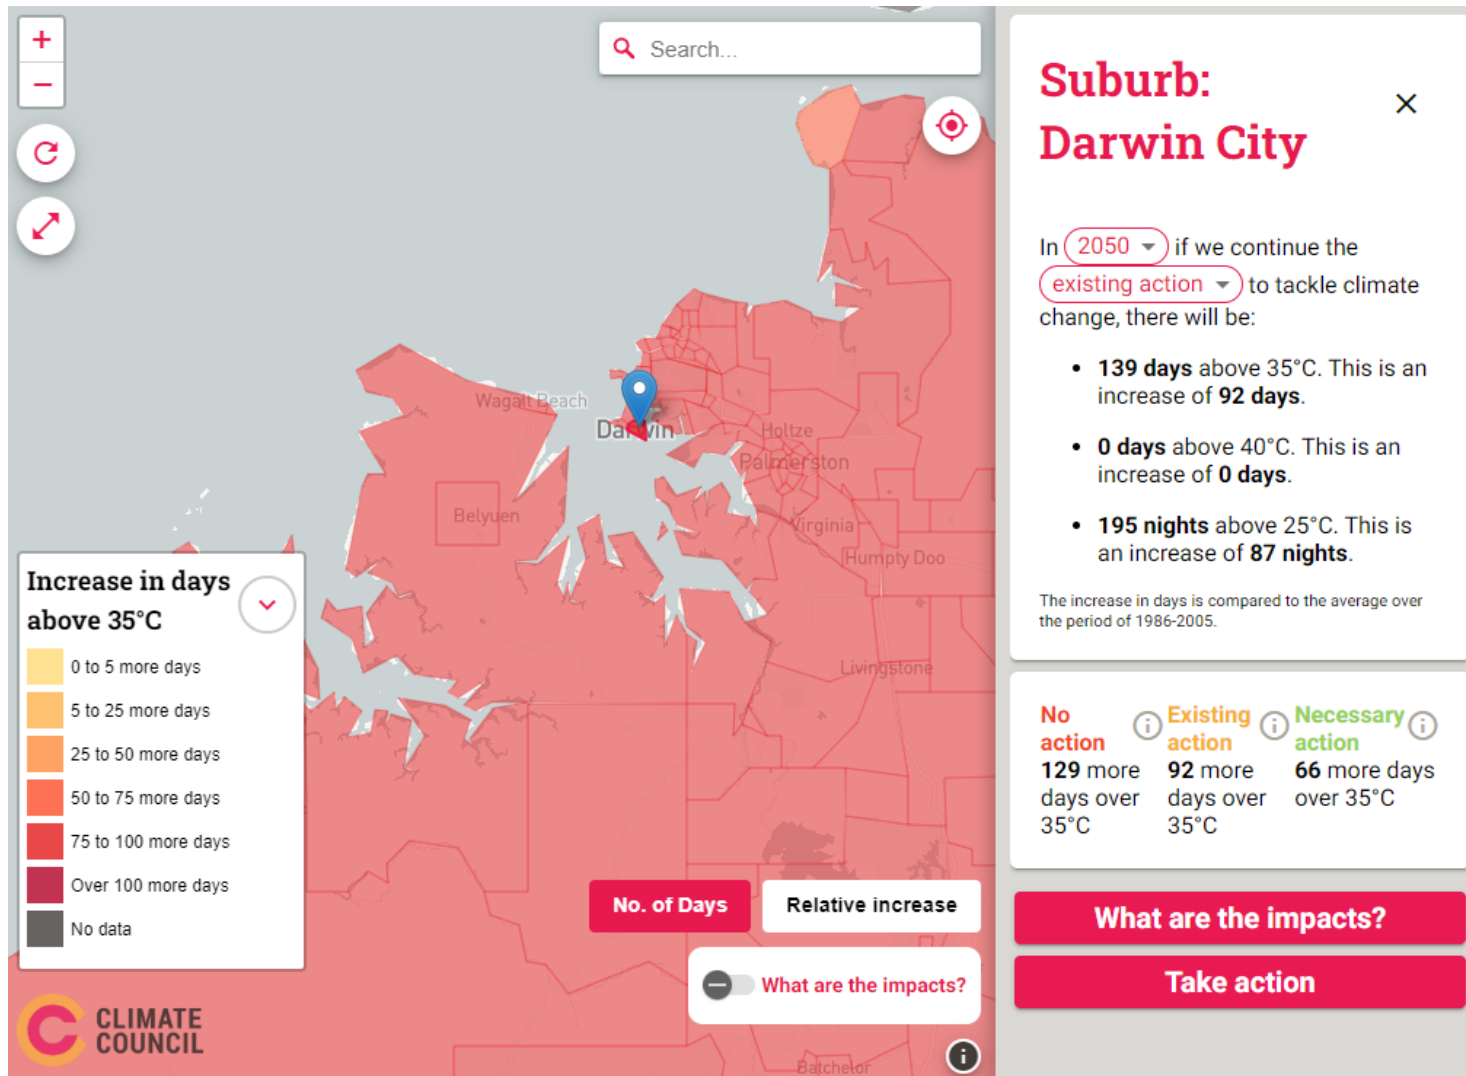 +
−
Search...
Wagait Beach
Darwin
Holtze
Palmerston
Belyuen
Virginia
Humpty Doo
Livingstone
Batchelor
Increase in days
above 35°C
0 to 5 more days
5 to 25 more days
25 to 50 more days
50 to 75 more days
75 to 100 more days
Over 100 more days
No data
No. of Days
Relative increase
What are the impacts?
CLIMATE
COUNCIL
i
Suburb:
Darwin City
×
In 2050 if we continue the
existing action to tackle climate
change, there will be:
• 139 days above 35°C. This is an
increase of 92 days.
• 0 days above 40°C. This is an
increase of 0 days.
• 195 nights above 25°C. This is
an increase of 87 nights.
The increase in days is compared to the average over
the period of 1986-2005.
No
action
i
129 more
days over
35°C
Existing
action
i
92 more
days over
35°C
Necessary
action
i
66 more days
over 35°C
What are the impacts?
Take action